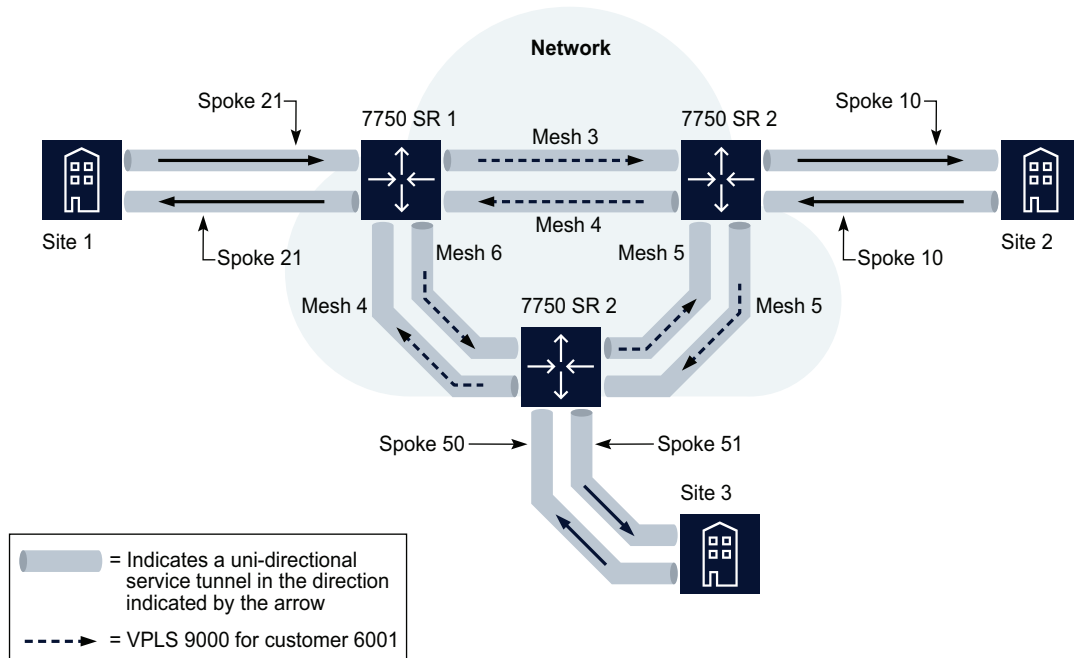 Network
Spoke 21
7750 SR 1
7750 SR 2
Spoke 10
Mesh 3
Mesh 4
Site 1
Spoke 21
Mesh 6
Mesh 5
Spoke 10
Site 2
Mesh 4
7750 SR 2
Mesh 5
Spoke 50
Spoke 51
Site 3
= Indicates a uni-directional
service tunnel in the direction
indicated by the arrow
= VPLS 9000 for customer 6001